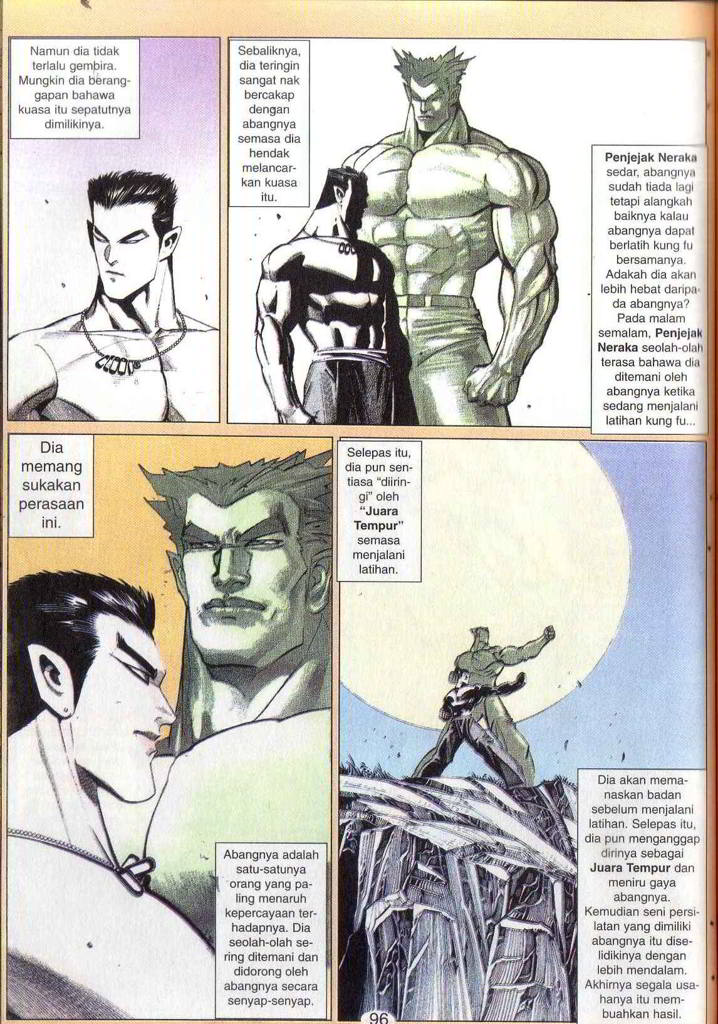 Namun dia tidak
terlalu gembira.
Mungkin dia berang-
gapan bahawa
kuasa itu sepatutnya
dimilikinya.
Sebaliknya,
dia teringin
sangat nak
bercakap
dengan
abangnya
semasa dia
hendak
melancar-
kan kuasa
itu.
Penjejak Neraka
sedar, abangnya
sudah tiada lagi
tetapi alangkah
baiknya kalau
abangnya dapat
berlatih kung fu
bersamanya.
Adakah dia akan
lebih hebat daripa-
da abangnya?
Pada malam
semalam, Penjejak
Neraka seolah-olah
terasa bahawa dia
ditemani oleh
abangnya ketika
sedang menjalani
latihan kung fu...
Dia
memang
sukakan
perasaan
ini.
Abangnya adalah
satu-satunya
orang yang pa-
ling menaruh
kepercayaan ter-
hadapnya. Dia
seolah-olah se-
ring ditemani dan
didorong oleh
abangnya secara
senyap-senyap.
Selepas itu,
dia pun sen-
tiasa "diirin-
gi" oleh
"Juara
Tempur"
semasa
menjalani
latihan.
Dia akan mema-
naskan badan
sebelum menjalani
latihan. Selepas itu,
dia pun menganggap
dirinya sebagai
Juara Tempur dan
meniru gaya
abangnya.
Kemudian seni persi-
latan yang dimiliki
abangnya itu dise-
lidikinya dengan
lebih mendalam.
Akhirnya segala usa-
hanya itu mem-
buahkan hasil.
96